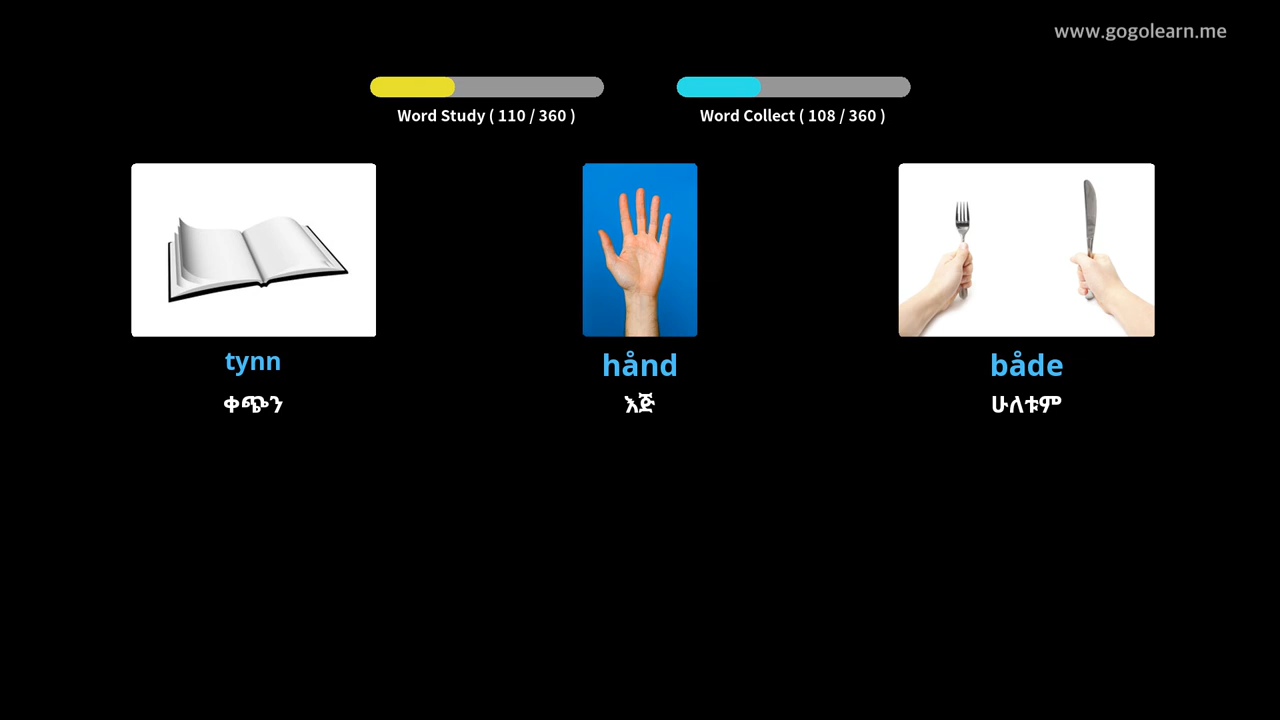 www.gogolearn.me
Word Study ( 110 / 360 )
Word Collect ( 108 / 360 )
tynn
hånd
både
ቀጭን
እጅ
ሁለቱም